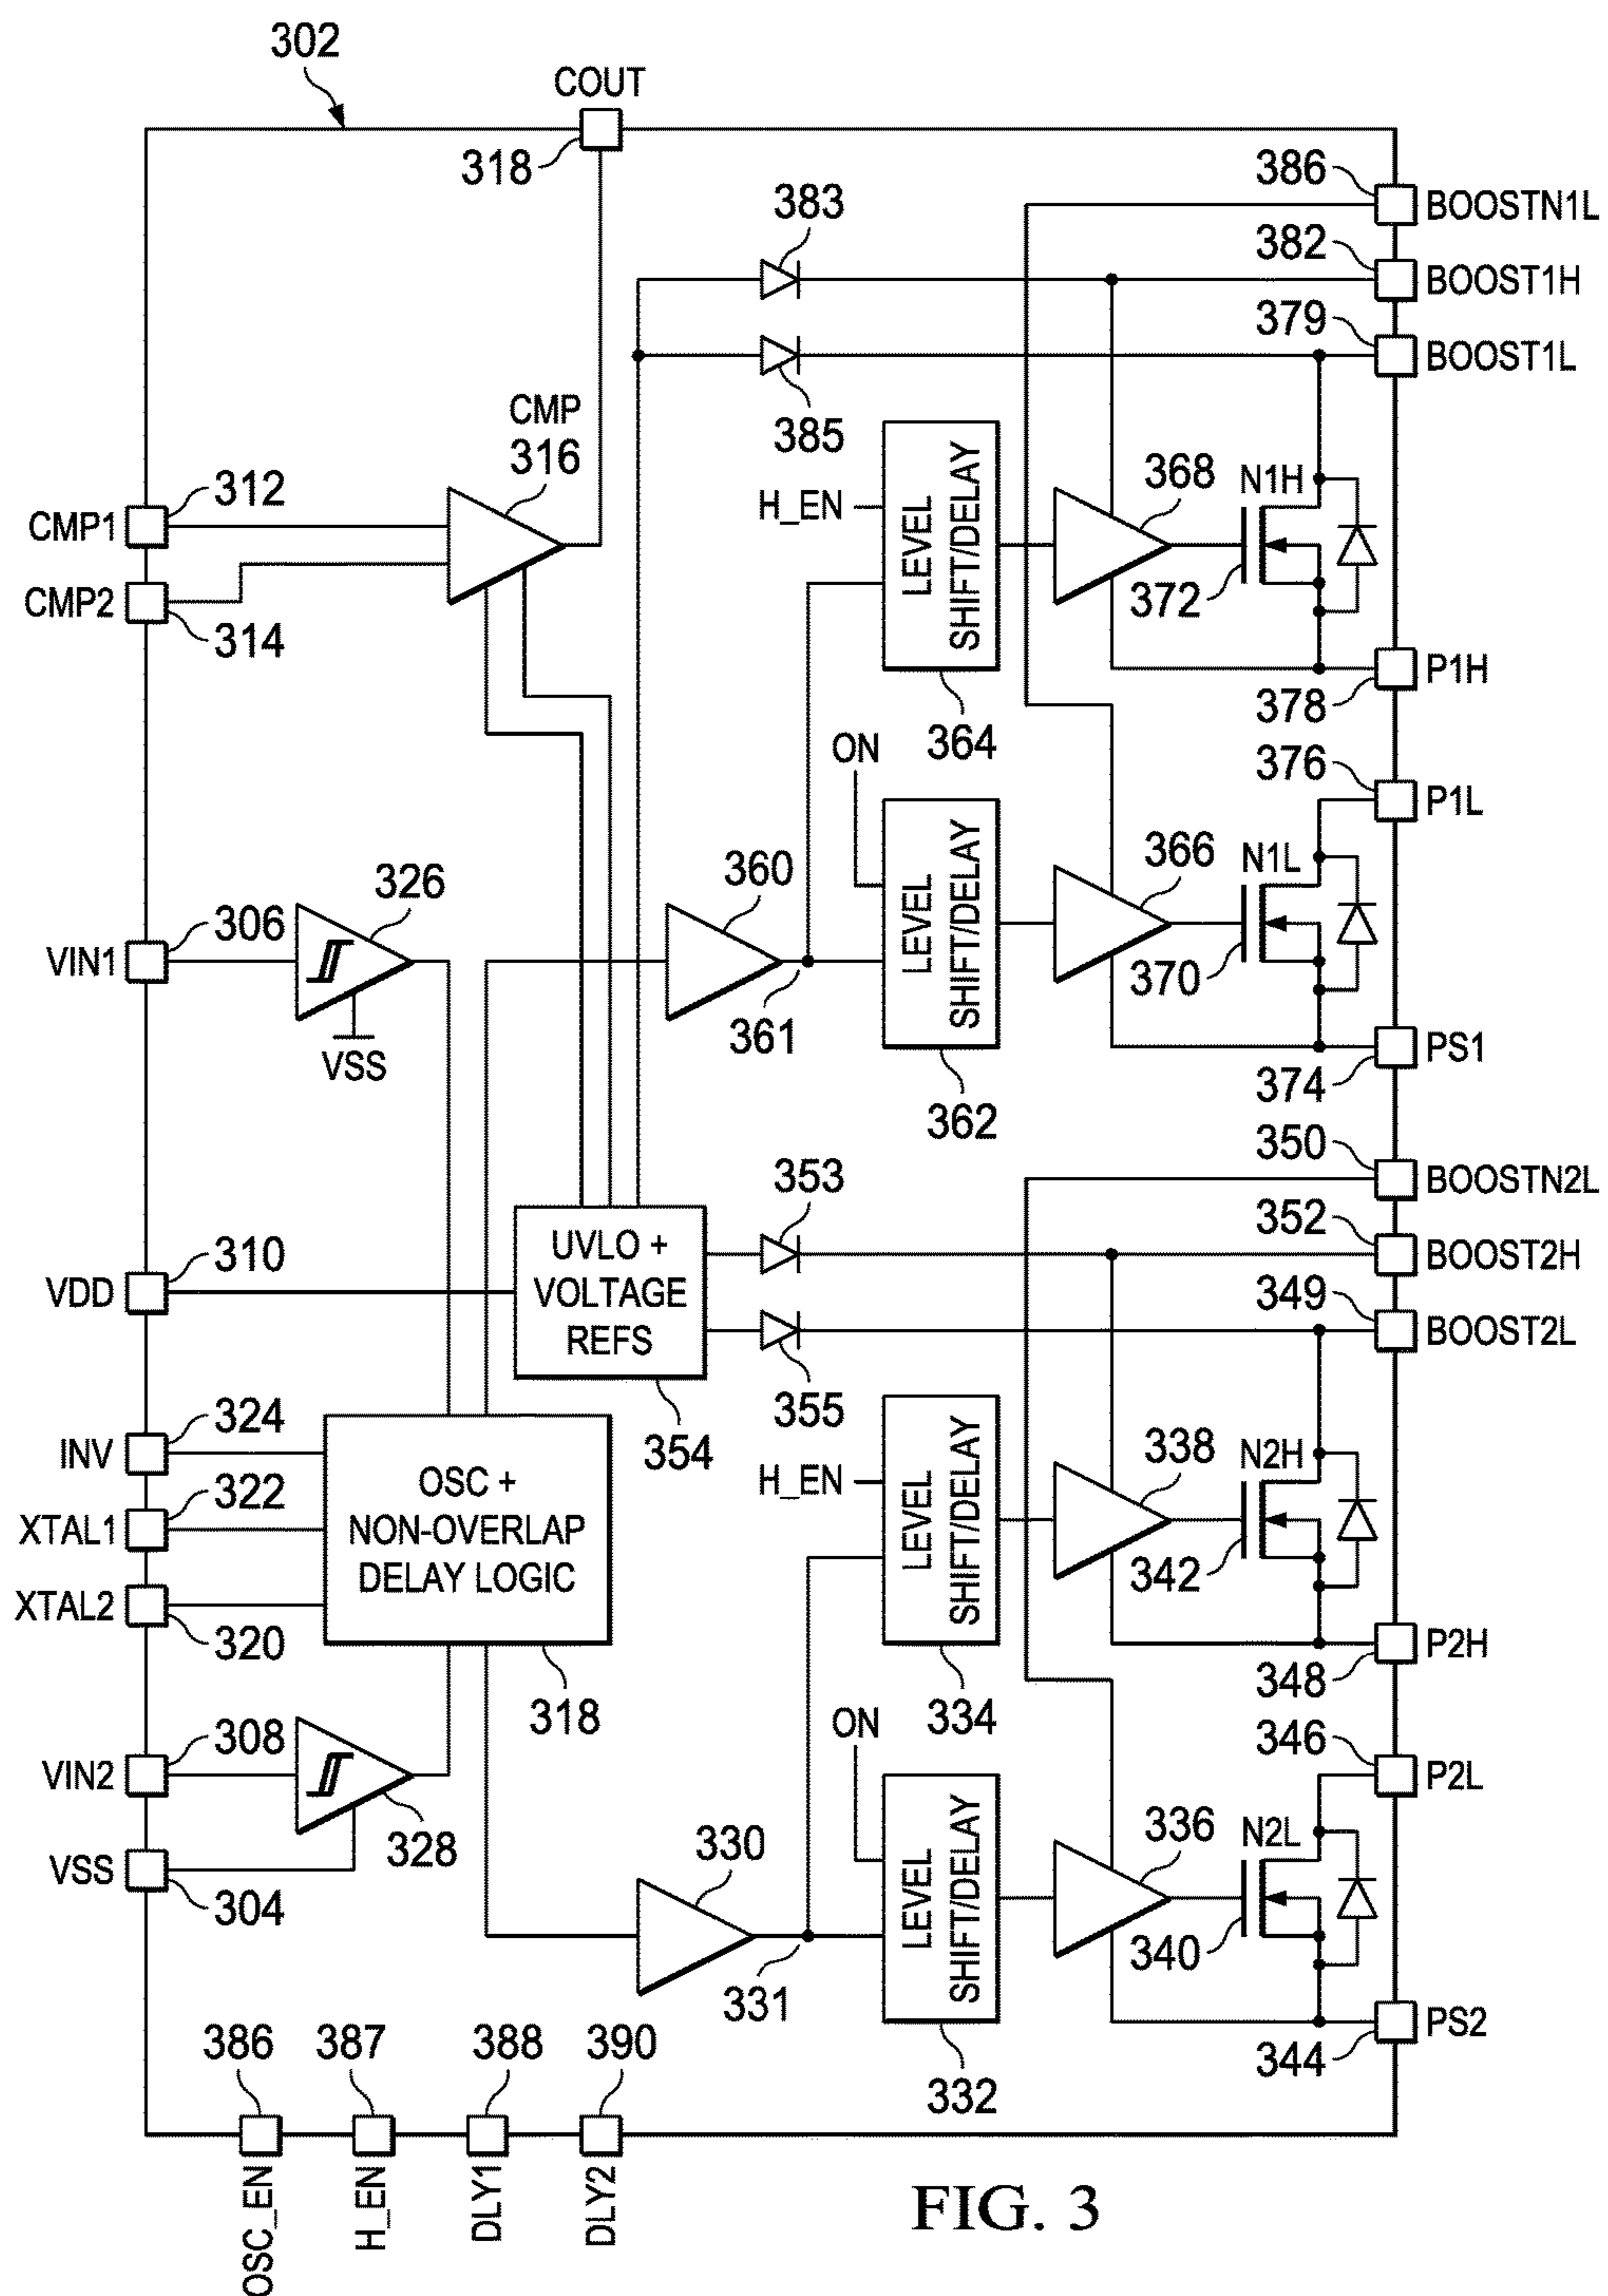 302
COUT
318
386
BOOSTN1L
383
382
BOOST1H
379
BOOST1L
385
CMP
316
312
CMP1
CMP2
314
H_EN
LEVEL
SHIFT/DELAY
364
368
N1H
372
P1H
378
ON
376
P1L
LEVEL
SHIFT/DELAY
362
366
N1L
370
PS1
374
306
VIN1
326
VSS
360
361
350
BOOSTN2L
353
352
BOOST2H
349
BOOST2L
355
310
VDD
UVLO +
VOLTAGE
REFS
354
324
INV
322
XTAL1
XTAL2
320
OSC +
NON-OVERLAP
DELAY LOGIC
318
H_EN
LEVEL
SHIFT/DELAY
334
338
N2H
342
P2H
348
ON
346
P2L
308
VIN2
328
VSS
304
330
331
LEVEL
SHIFT/DELAY
332
336
N2L
340
PS2
344
386
387
388
390
OSC_EN
H_EN
DLY1
DLY2
FIG. 3